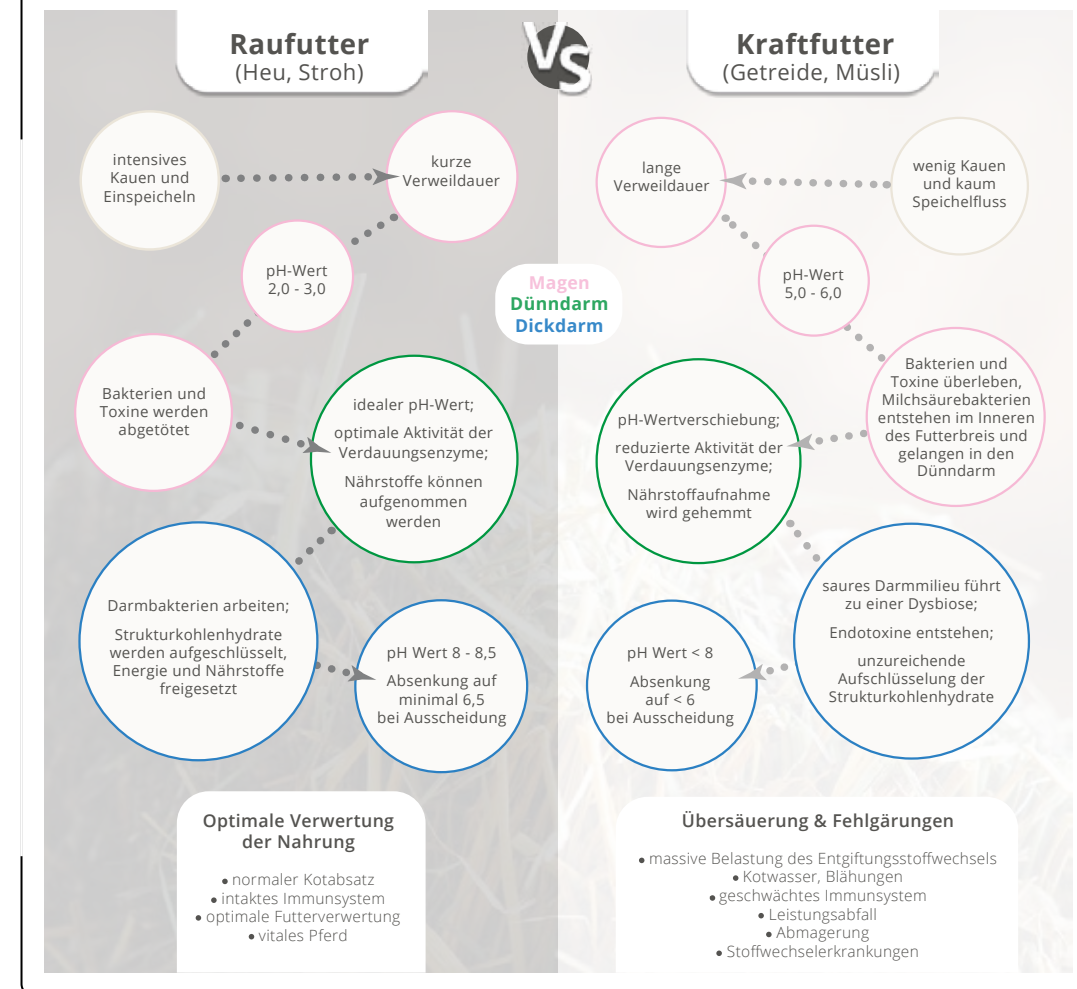 Raufutter
(Heu, Stroh)
Vs
Kraftfutter
(Getreide, Müsli)
intensives
Kauen und
Einspeicheln
kurze
Verweildauer
pH-Wert
2,0 - 3,0
Bakterien und
Toxine werden
abgetötet
idealer pH-Wert;
optimale Aktivität der
Verdauungsenzyme;
Nährstoffe können
aufgenommen
werden
Darmbakterien arbeiten;
Strukturkohlenhydrate
werden aufgeschlüsselt,
Energie und Nährstoffe
freigesetzt
pH Wert 8 - 8,5
Absenkung auf
minimal 6,5
bei Ausscheidung
Optimale Verwertung
der Nahrung
• normaler Kotabsatz
• intaktes Immunsystem
• optimale Futterverwertung
• vitales Pferd
Magen
Dünndarm
Dickdarm
lange
Verweildauer
wenig Kauen
und kaum
Speichelfluss
pH-Wert
5,0 - 6,0
Bakterien und
Toxine überleben,
Milchsäurebakterien
entstehen im Inneren
des Futterbreis und
gelangen in den
Dünndarm
pH-Wertverschiebung;
reduzierte Aktivität der
Verdauungsenzyme;
Nährstoffaufnahme
wird gehemmt
saures Darmmilieu führt
zu einer Dysbiose;
Endotoxine entstehen;
unzureichende
Aufschlüsselung der
Strukturkohlenhydrate
pH Wert < 8
Absenkung
auf < 6
bei Ausscheidung
Übersäuerung & Fehlgärungen
• massive Belastung des Entgiftungsstoffwechsels
• Kotwasser, Blähungen
• geschwächtes Immunsystem
• Leistungsabfall
• Abmagerung
• Stoffwechselerkrankungen